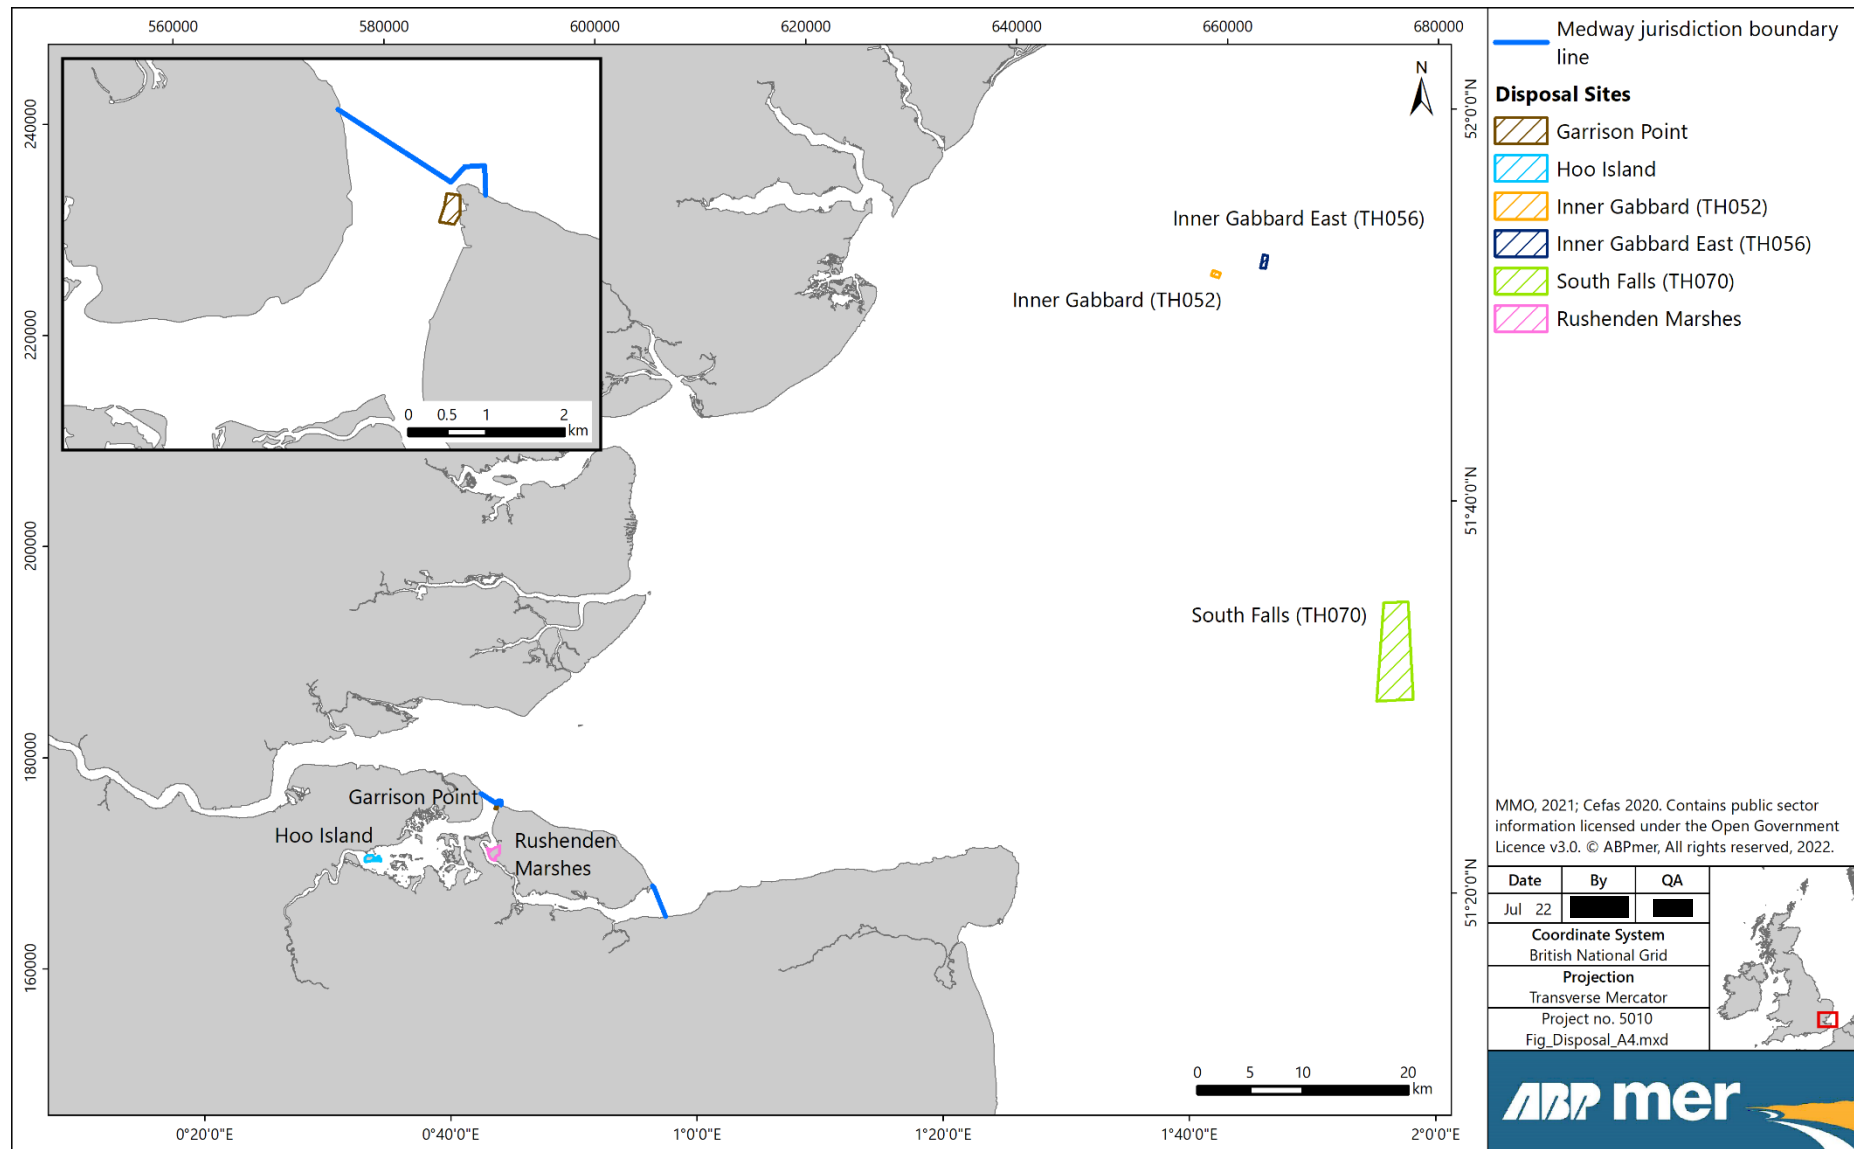 560000
580000
600000
620000
640000
660000
680000
240000
220000
200000
180000
160000
52°0'0"N
51°40'0"N
51°20'0"N
0°20'0"E
0°40'0"E
1°0'0"E
1°20'0"E
1°40'0"E
2°0'0"E
N
0 0.5 1 2
km
Inner Gabbard East (TH056)
Inner Gabbard (TH052)
South Falls (TH070)
Garrison Point
Hoo Island
Rushenden
Marshes
0 5 10 20
km
Medway jurisdiction boundary
line
Disposal Sites
Garrison Point
Hoo Island
Inner Gabbard (TH052)
Inner Gabbard East (TH056)
South Falls (TH070)
Rushenden Marshes
MMO, 2021; Cefas 2020. Contains public sector
information licensed under the Open Government
Licence v3.0. © ABPmer, All rights reserved, 2022.
Date By QA
Jul 22
Coordinate System
British National Grid
Projection
Transverse Mercator
Project no. 5010
Fig_Disposal_A4.mxd
ABP mer